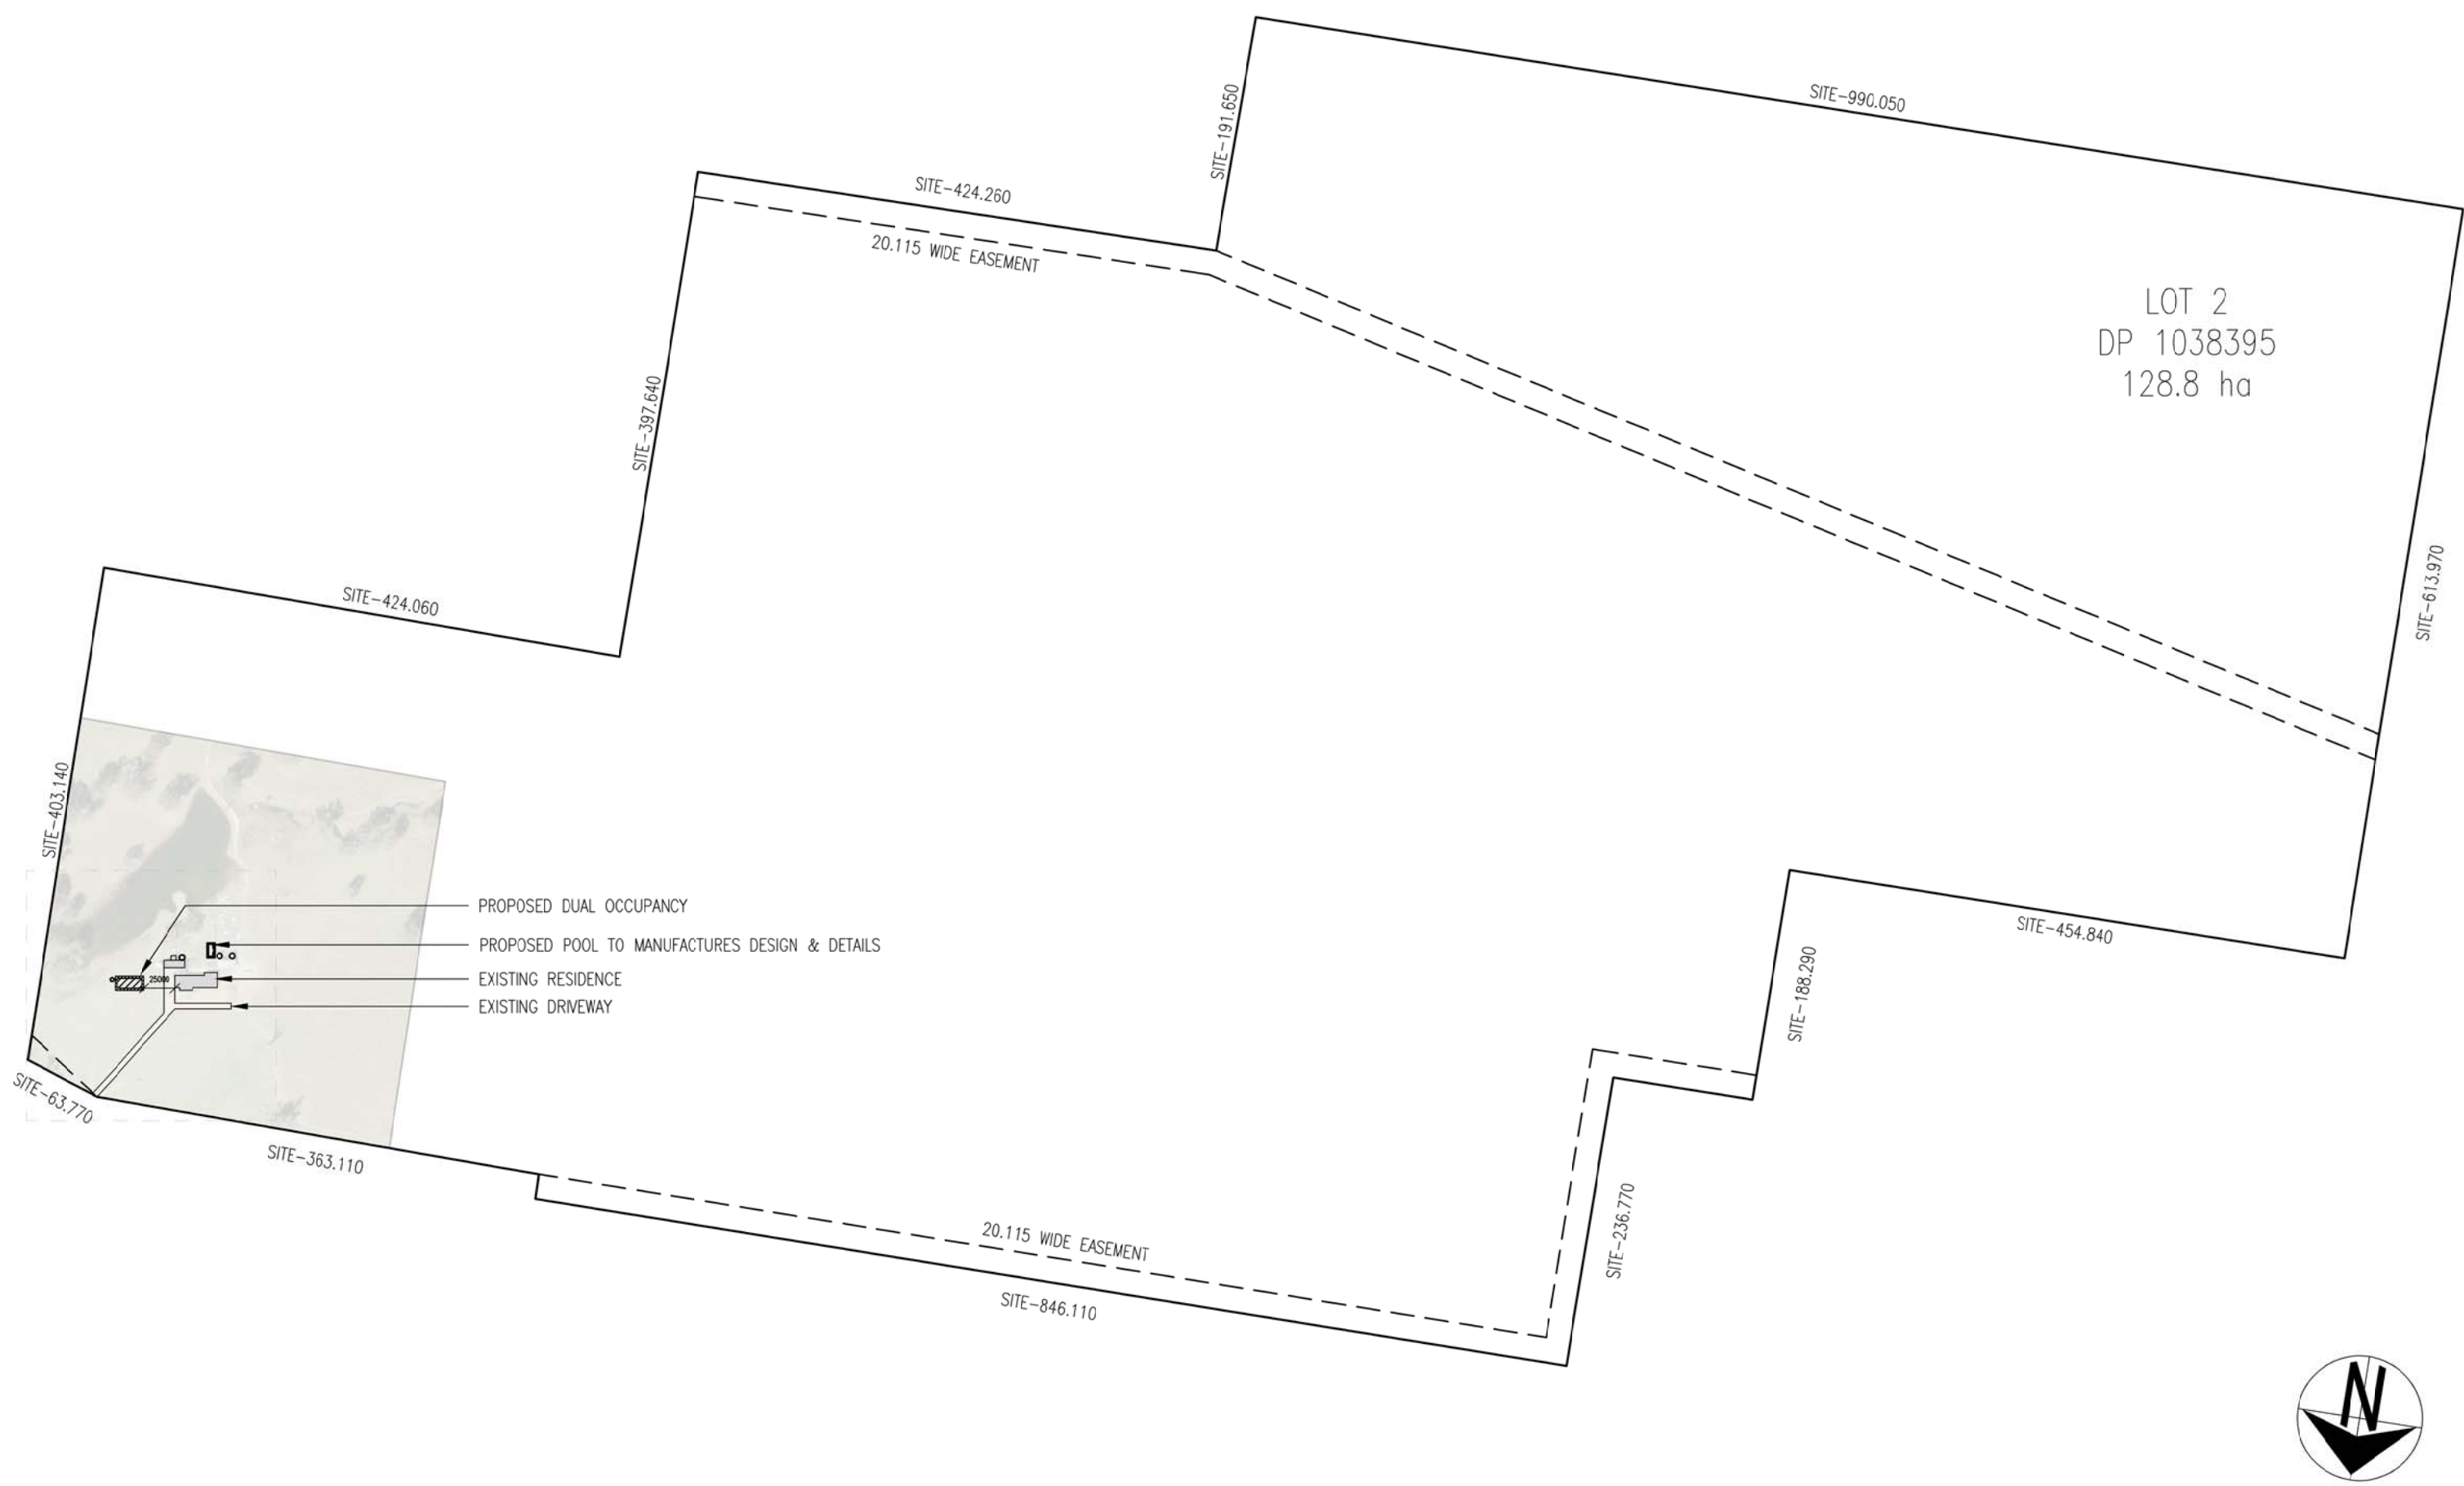 SITE-990.050
SITE-191.650
SITE-424.260
20.115 WIDE EASEMENT
LOT 2
DP 1038395
128.8 ha
SITE-397.640
SITE-613.970
SITE-424.060
SITE-403.140
PROPOSED DUAL OCCUPANCY
PROPOSED POOL TO MANUFACTURES DESIGN & DETAILS
25000
EXISTING RESIDENCE
EXISTING DRIVEWAY
SITE-454.840
SITE-188.290
SITE-63.770
SITE-363.110
SITE-236.770
20.115 WIDE EASEMENT
SITE-846.110
N